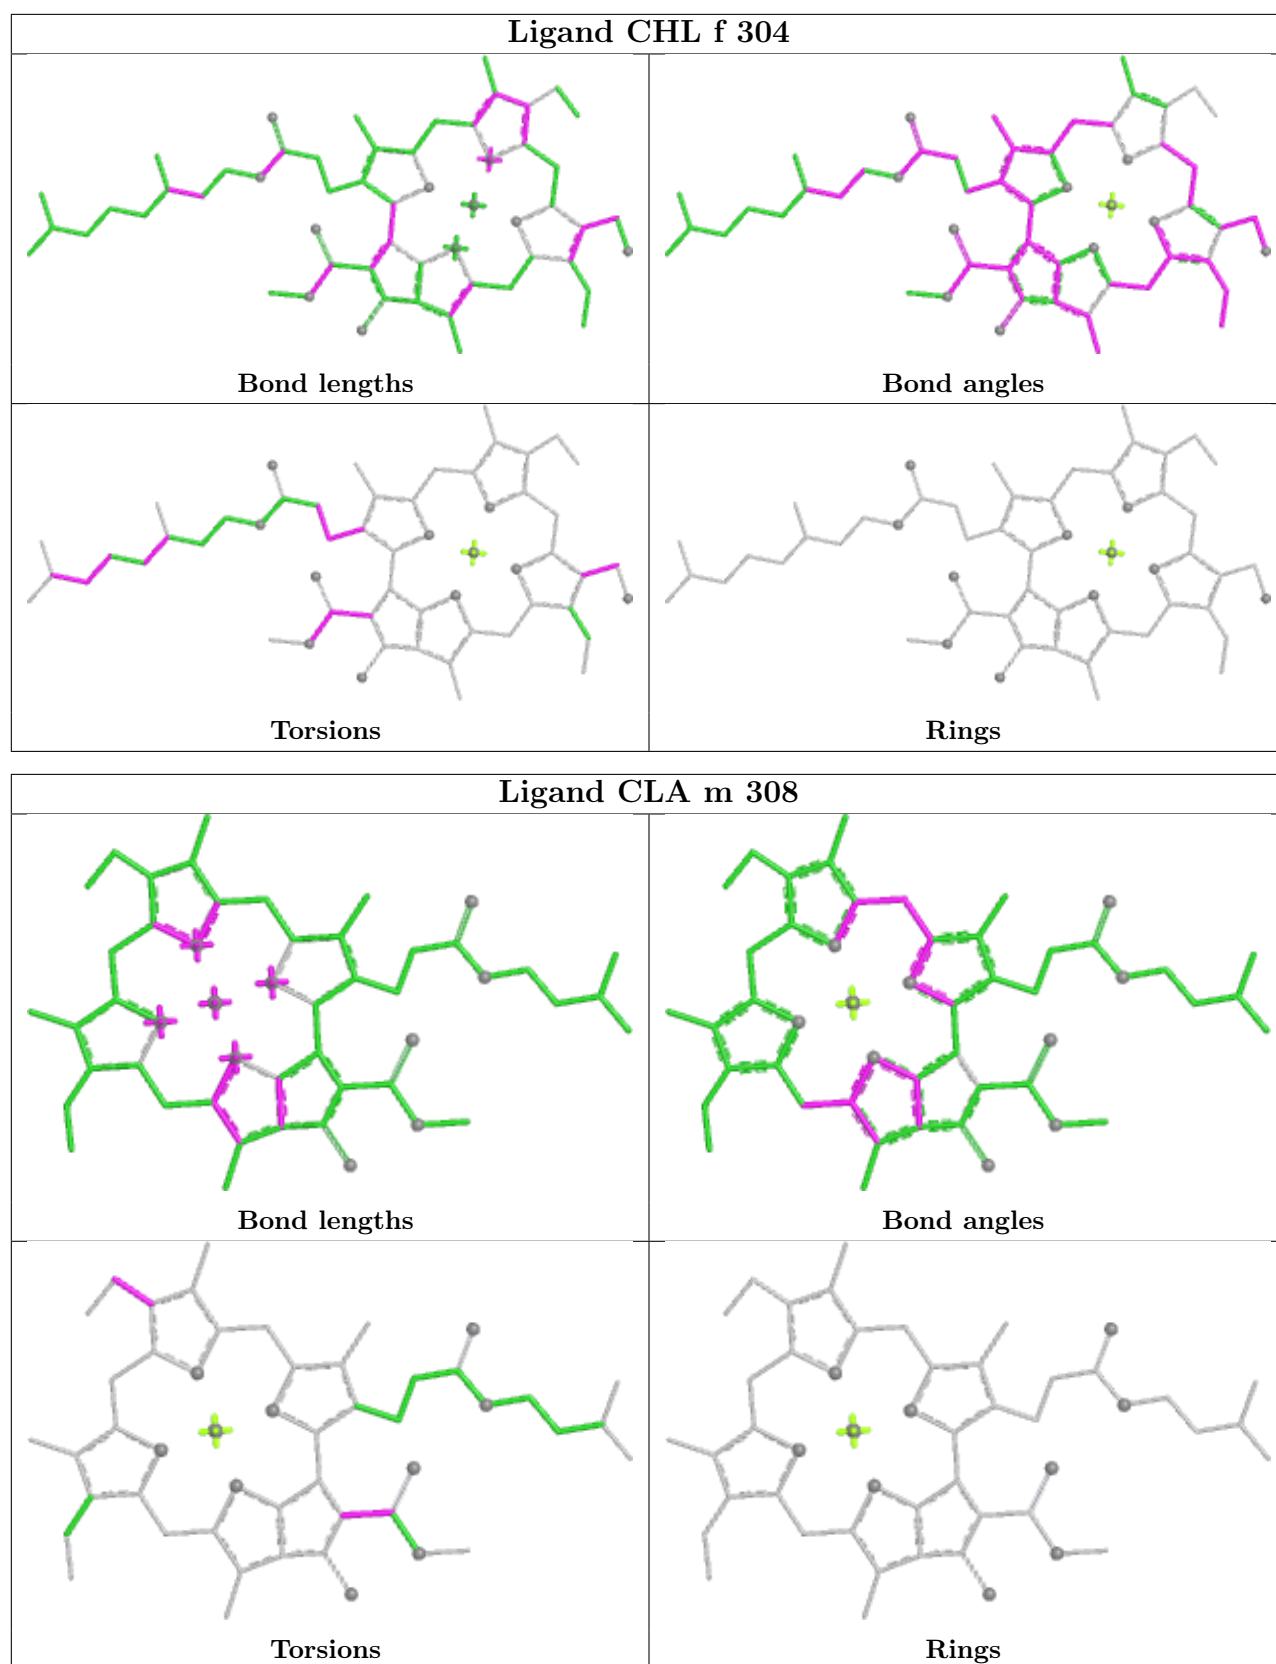 Ligand CHL f 304
Bond lengths
Bond angles
Torsions
Rings
Ligand CLA m 308
Bond lengths
Bond angles
Torsions
Rings